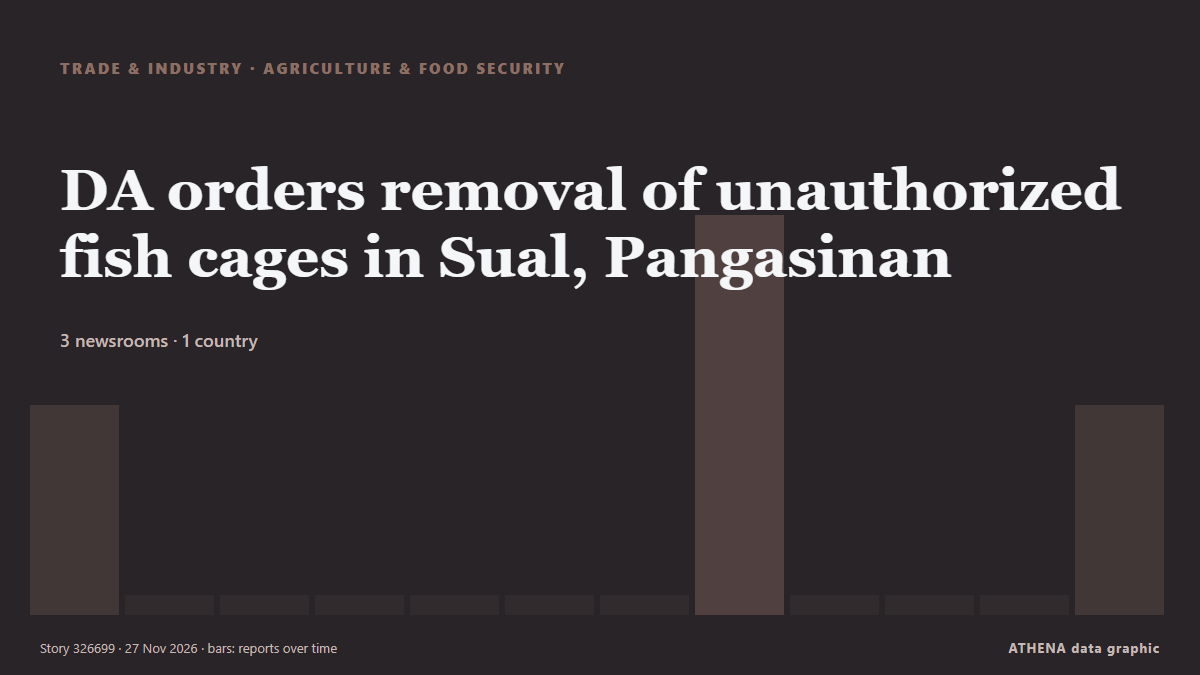 TRADE & INDUSTRY · AGRICULTURE & FOOD SECURITY
DA orders removal of unauthorized
fish cages in Sual, Pangasinan
3 newsrooms · 1 country
Story 326699 · 27 Nov 2026 · bars: reports over time
ATHENA data graphic